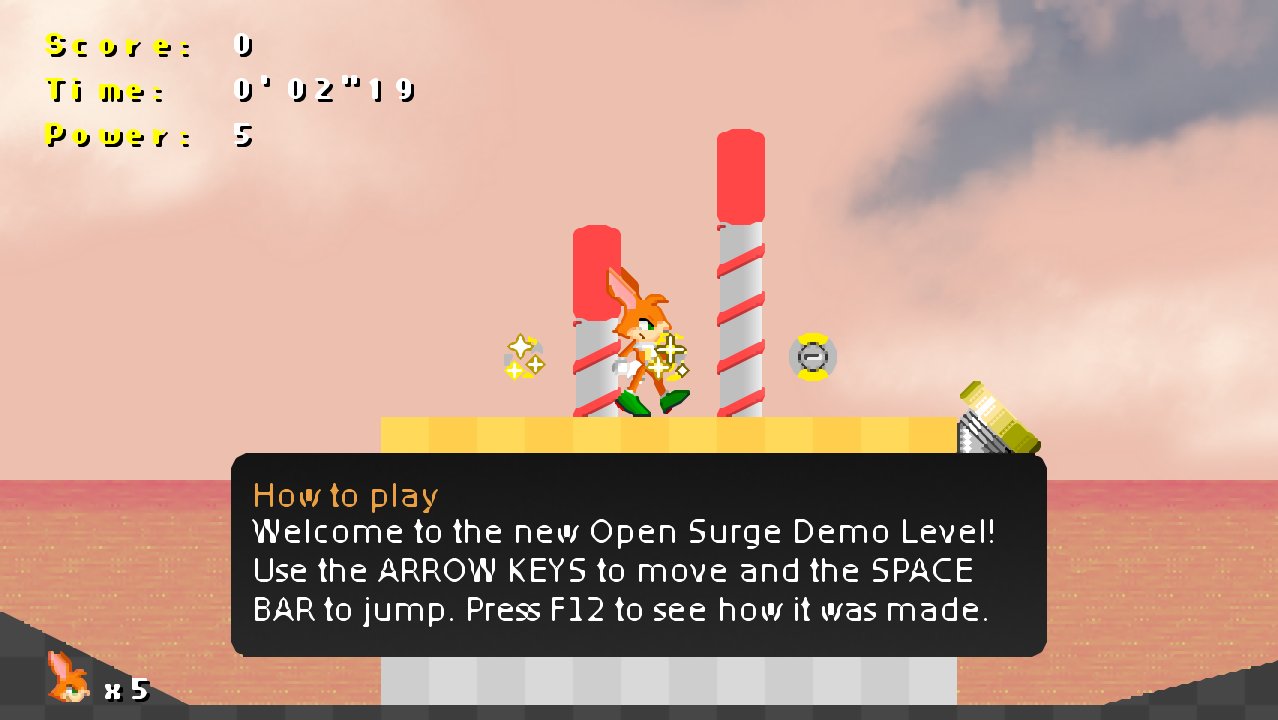 Score: 0
Time: 0'02"19
Power: 5
How to play
Welcome to the new Open Surge Demo Level!
Use the ARROW KEYS to move and the SPACE
BAR to jump. Press F12 to see how it was made.
x5